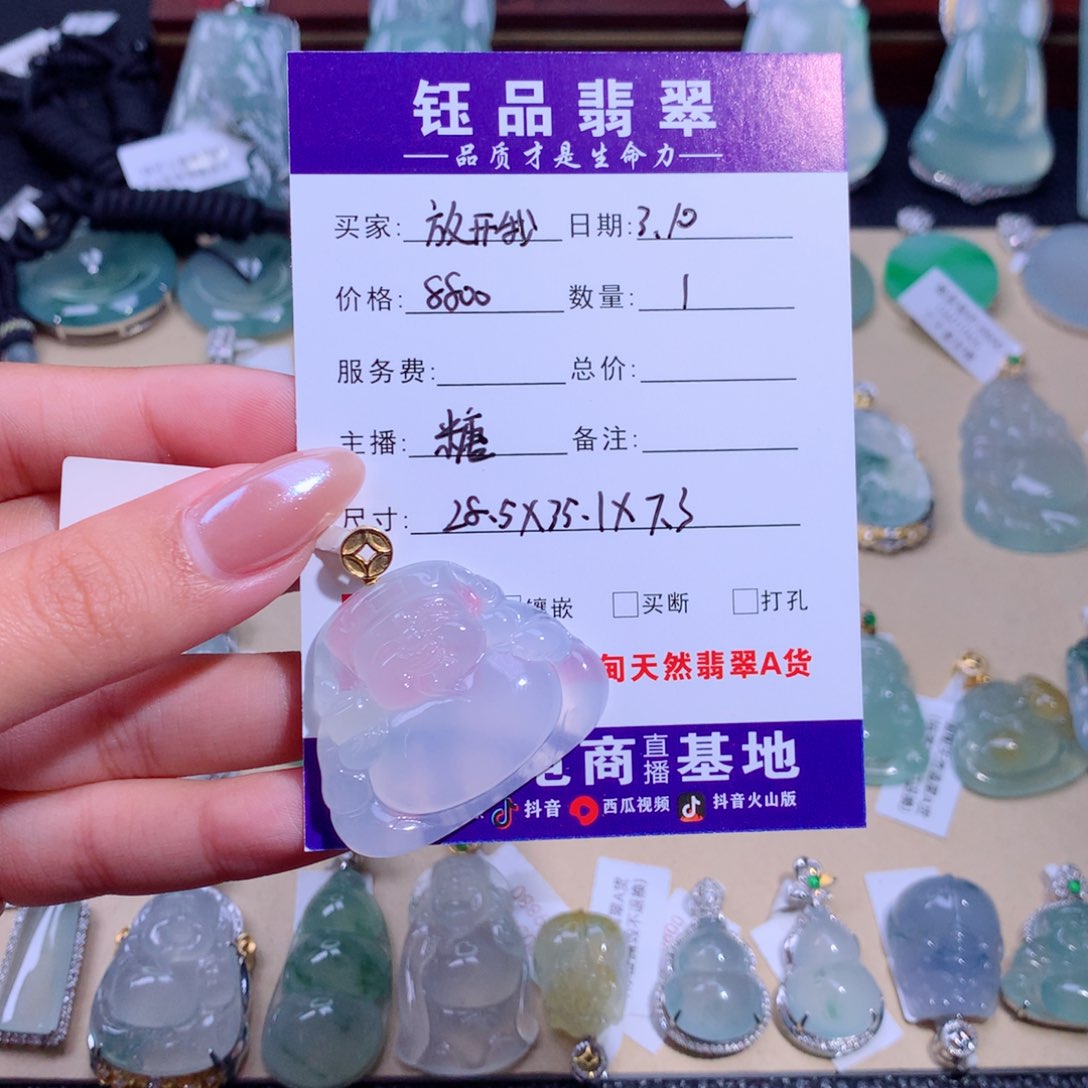 钰品翡翠
品质才是生命力
买家: 放开 日期: 3.10
价格: 8800 数量: 1
服务费: 总价:
主播: 糖 备注:
尺寸: 28.5X35.1X7.3
镶嵌 买断 打孔
甸天然翡翠A货
电商直播基地
抖音 西瓜视频 抖音火山版